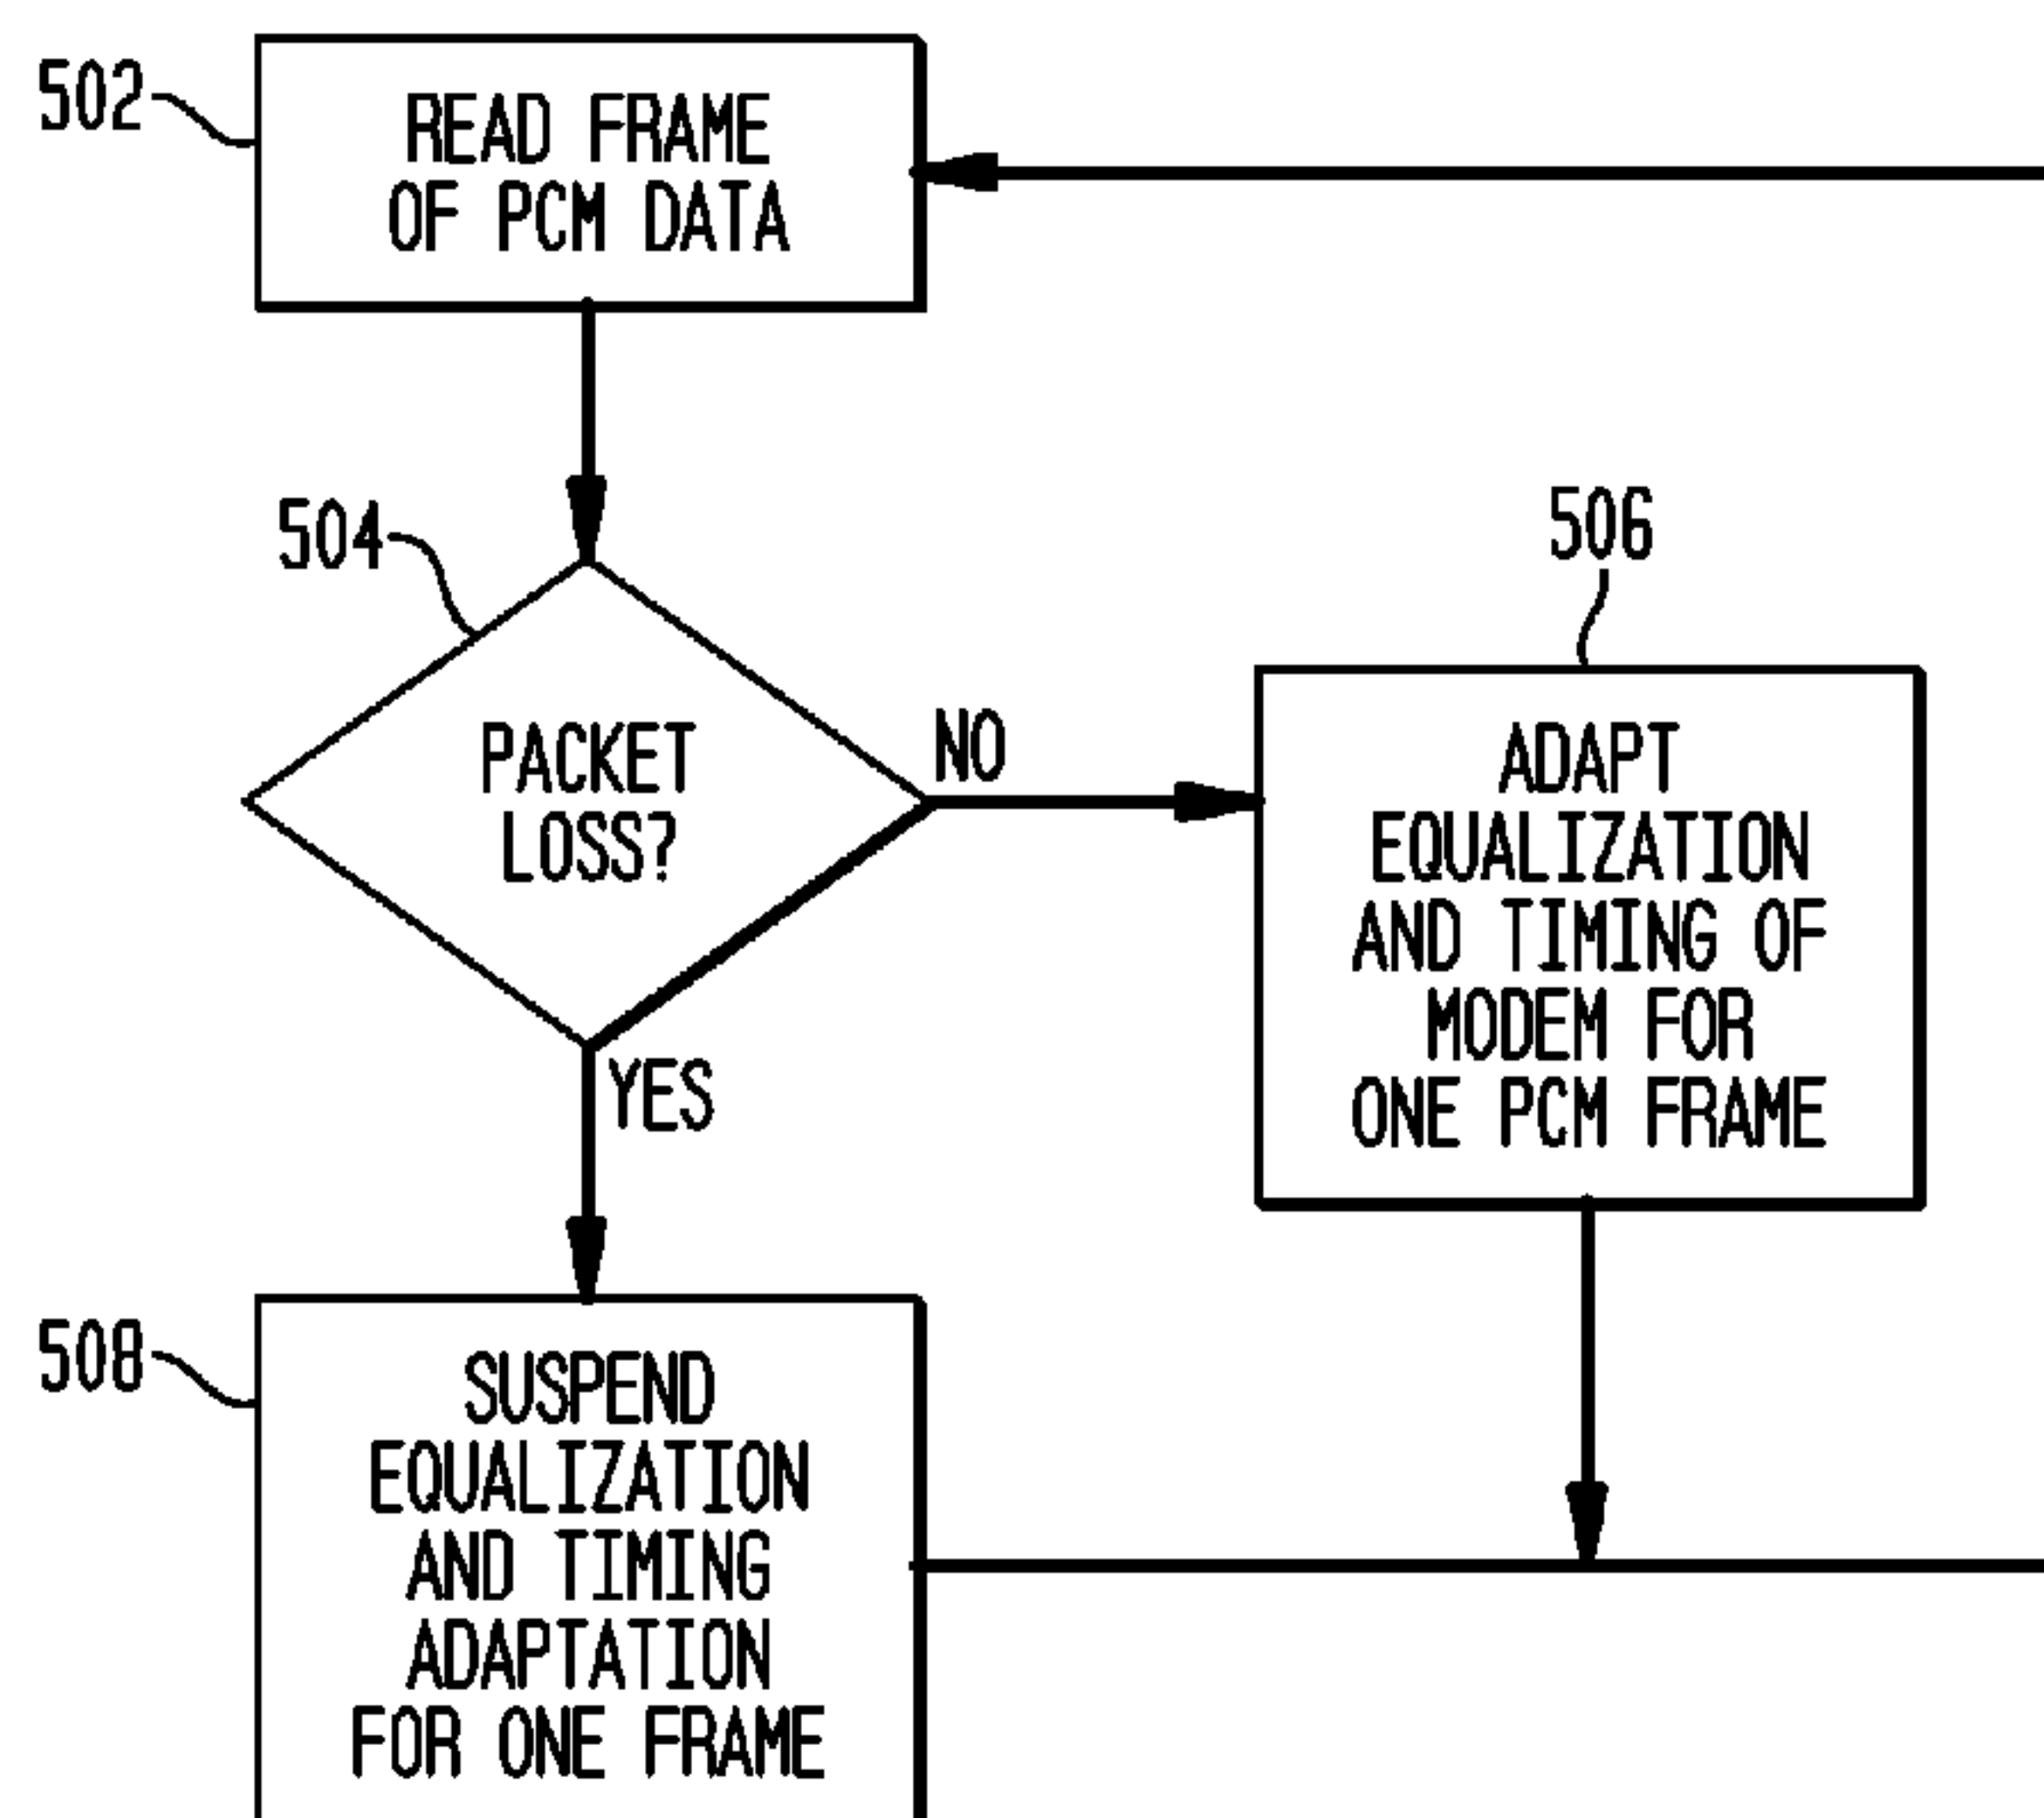 502
READ FRAME
OF PCM DATA
504
506
PACKET
LOSS?
NO
YES
ADAPT
EQUALIZATION
AND TIMING OF
MODEM FOR
ONE PCM FRAME
508
SUSPEND
EQUALIZATION
AND TIMING
ADAPTATION
FOR ONE FRAME